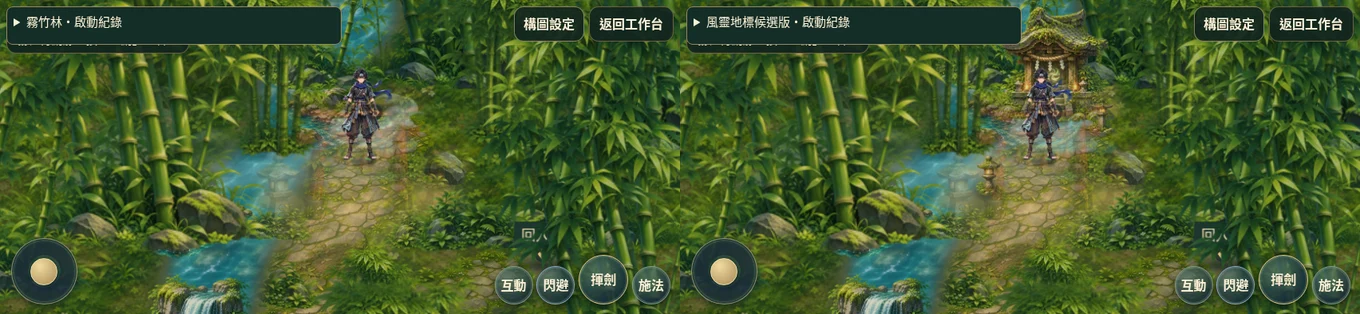 ▶ 霧竹林・啟動紀錄
構圖設定
返回工作台
互動
閃避
揮劍
施法
▶ 風靈地標候選版・啟動紀錄
構圖設定
返回工作台
互動
閃避
揮劍
施法